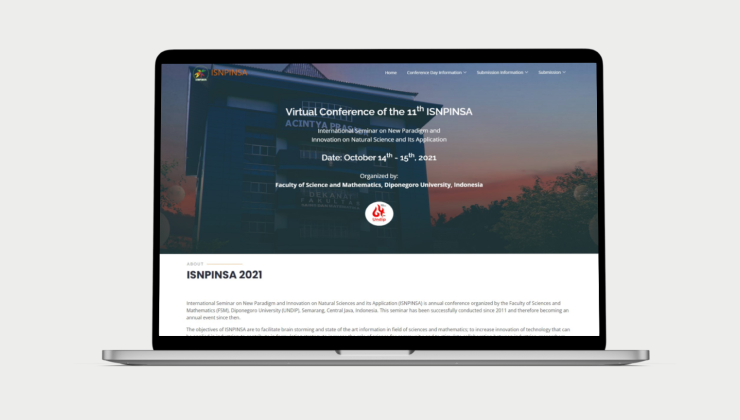 ISNPINSA
Home Conference Day Information Submission Information Submission
ACINTYA PRA
DEKANAT
FAKULTAS
Virtual Conference of the 11th ISNPINSA
International Seminar on New Paradigm and
Innovation on Natural Science and Its Application
Date: October 14th - 15th, 2021
Organized by:
Faculty of Science and Mathematics, Diponegoro University, Indonesia
Undip
ABOUT
ISNPINSA 2021
International Seminar on New Paradigm and Innovation on Natural Sciences and its Application (ISNPINSA) is annual conference organized by the Faculty of Sciences and
Mathematics (FSM), Diponegoro University (UNDIP), Semarang, Central Java, Indonesia. This seminar has been successfully conducted since 2011 and therefore becoming an
annual event since then.
The objectives of ISNPINSA are to facilitate brain storming and state of the art information in field of sciences and mathematics; to increase innovation of technology that can